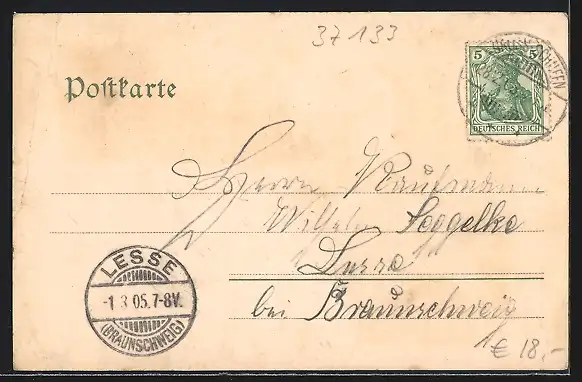 37133
5 5
DEUTSCHES REICH
Postkarte
Herrn Kaufmann
Wilhelm Seggelke
Lesse
bei Braunschweig
LESSE
-1.3.05.7-8V.
(BRAUNSCHWEIG)
€ 18,-